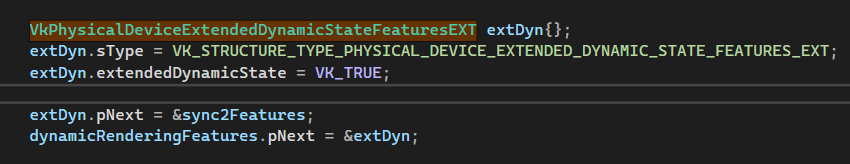 VkPhysicalDeviceExtendedDynamicStateFeaturesEXT extDyn{};
extDyn.sType = VK_STRUCTURE_TYPE_PHYSICAL_DEVICE_EXTENDED_DYNAMIC_STATE_FEATURES_EXT;
extDyn.extendedDynamicState = VK_TRUE;
extDyn.pNext = &sync2Features;
dynamicRenderingFeatures.pNext = &extDyn;